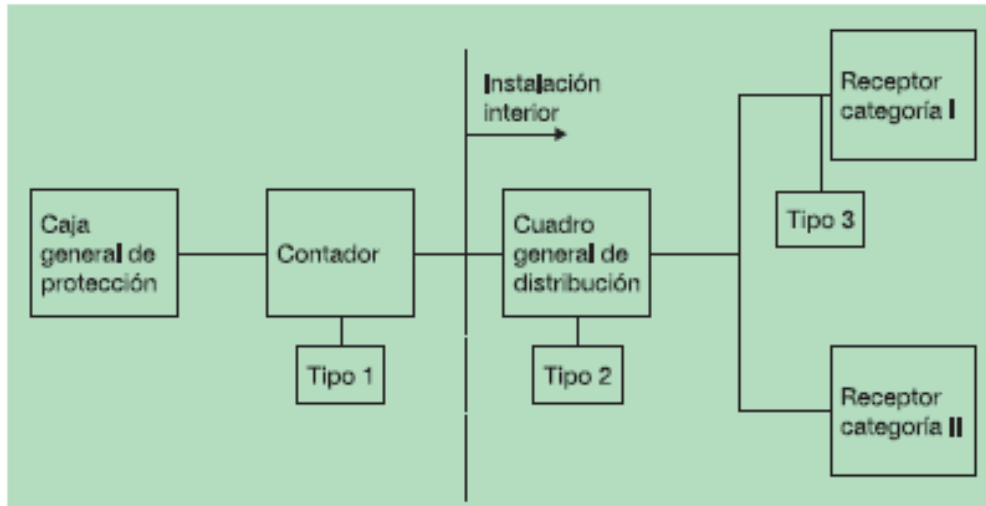 Instalación
interior
Receptor
categoría I
Caja
general de
protección
Contador
Cuadro
general de
distribución
Tipo 3
Tipo 1
Tipo 2
Receptor
categoría II